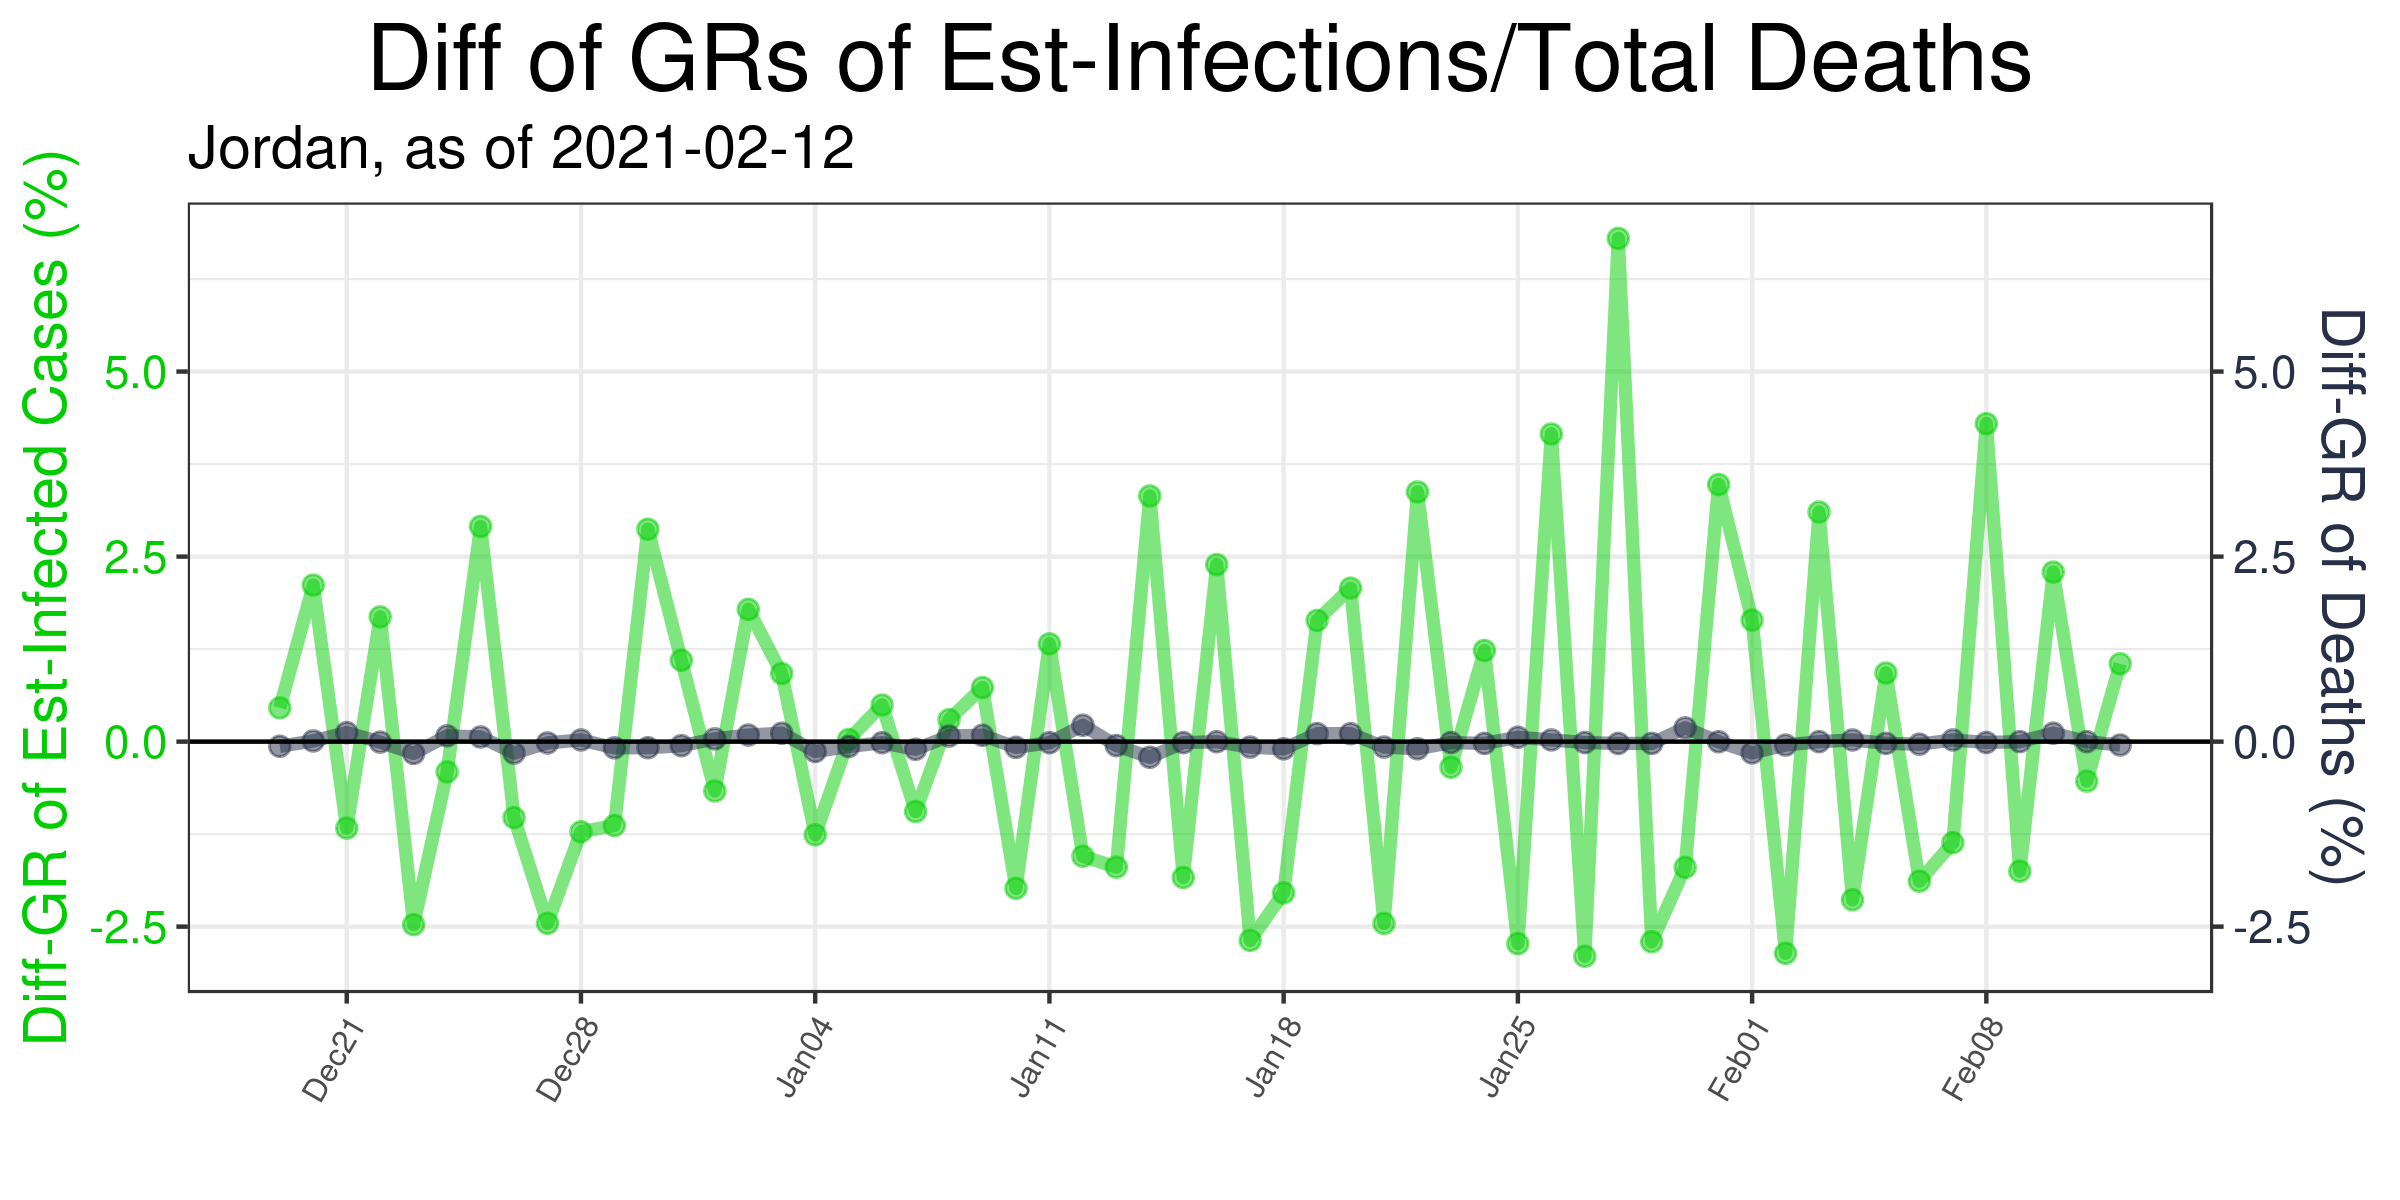 Diff of GRs of Est-Infections/Total Deaths
Jordan, as of 2021-02-12
Diff-GR of Est-Infected Cases (%)
5.0
2.5
0.0
-2.5
5.0
2.5
0.0
-2.5
Diff-GR of Deaths (%)
Dec21
Dec28
Jan04
Jan11
Jan18
Jan25
Feb01
Feb08